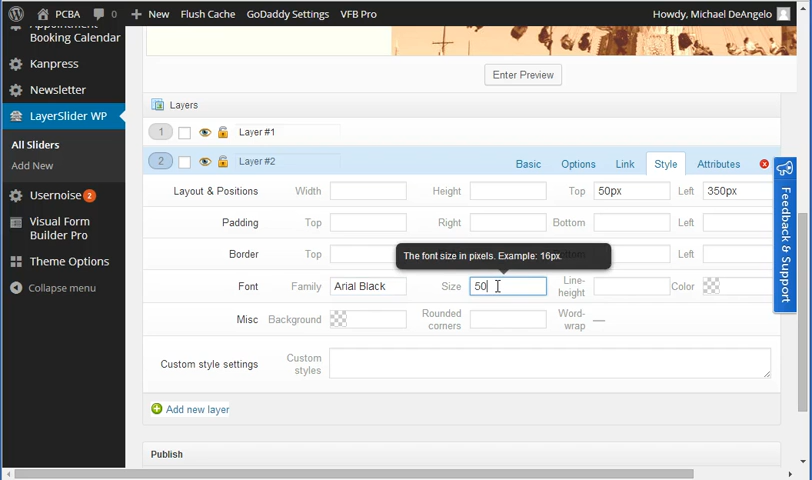 PCBA 0 New Flush Cache GoDaddy Settings VFB Pro Howdy, Michael DeAngelo
Appointment
Booking Calendar
Kanpress
Newsletter
LayerSlider WP
All Sliders
Add New
Usernoise 2
Visual Form
Builder Pro
Theme Options
Collapse menu
Enter Preview
Layers
1 Layer #1
2 Layer #2 Basic Options Link Style Attributes
Layout & Positions Width Height Top 50px Left 350px
Padding Top Right Bottom Left
Border Top Left
The font size in pixels. Example: 16px.
Font Family Arial Black Size 50 Line-
height Color
Misc Background Rounded
corners Word-
wrap
Custom style settings Custom
styles
Add new layer
Publish
Feedback & Support